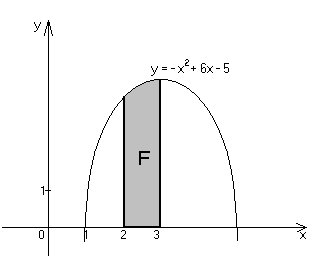 y
y = -x² + 6x - 5
F
1
0 1 2 3 x